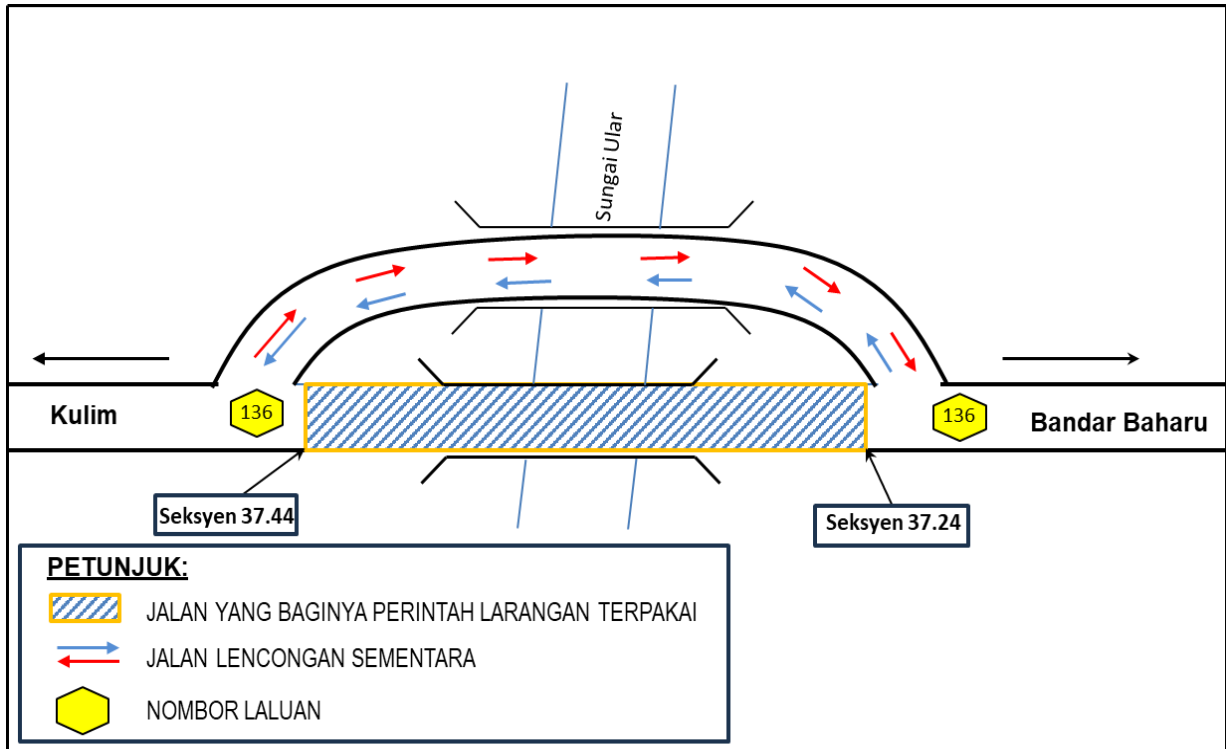 Sungai Ular
Kulim
136
136
Bandar Baharu
Seksyen 37.44
Seksyen 37.24
PETUNJUK:
JALAN YANG BAGINYA PERINTAH LARANGAN TERPAKAI
JALAN LENCONGAN SEMENTARA
NOMBOR LALUAN